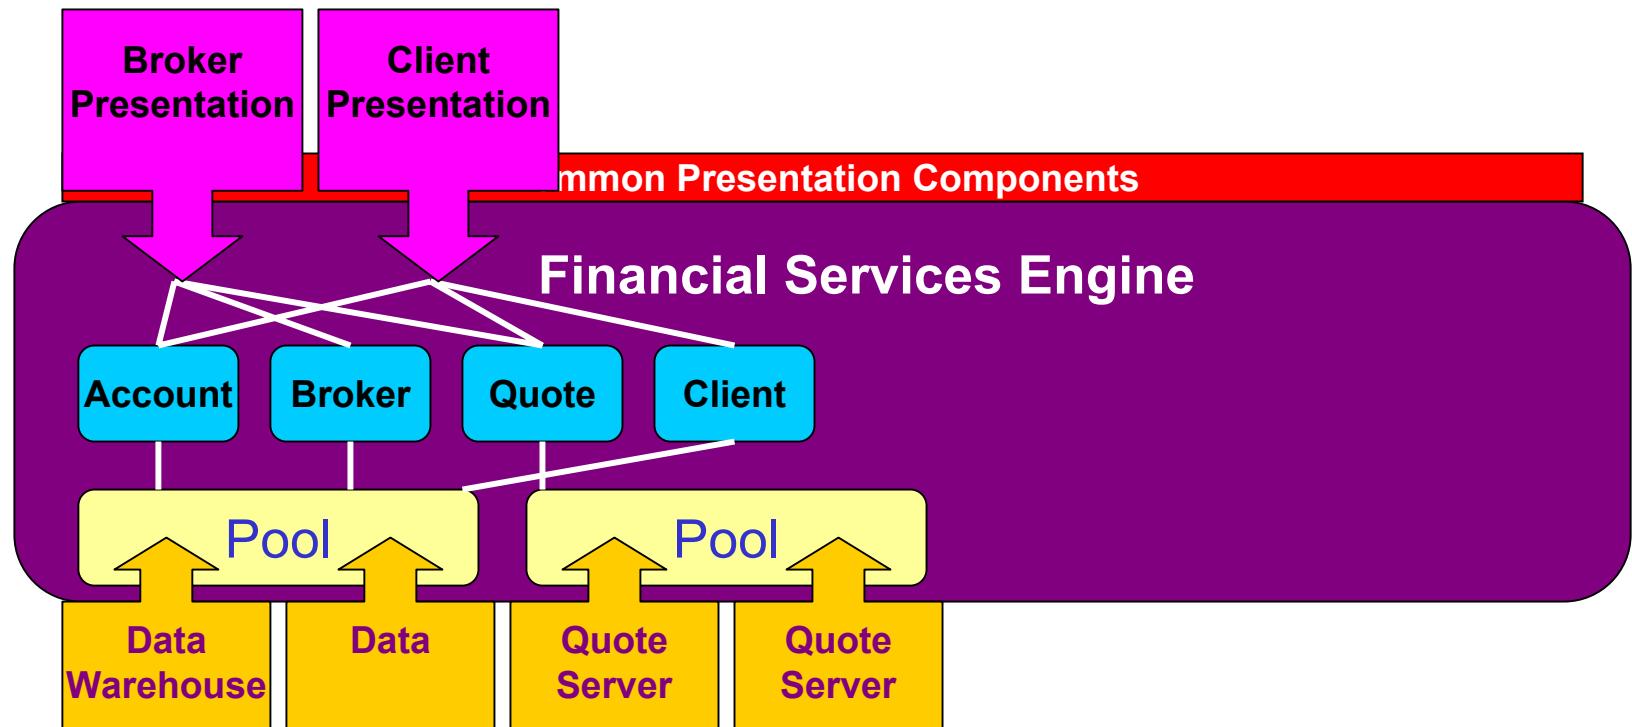 Broker
Presentation
Client
Presentation
mmon Presentation Components
Financial Services Engine
Account
Broker
Quote
Client
Pool
Pool
Data
Warehouse
Data
Quote
Server
Quote
Server